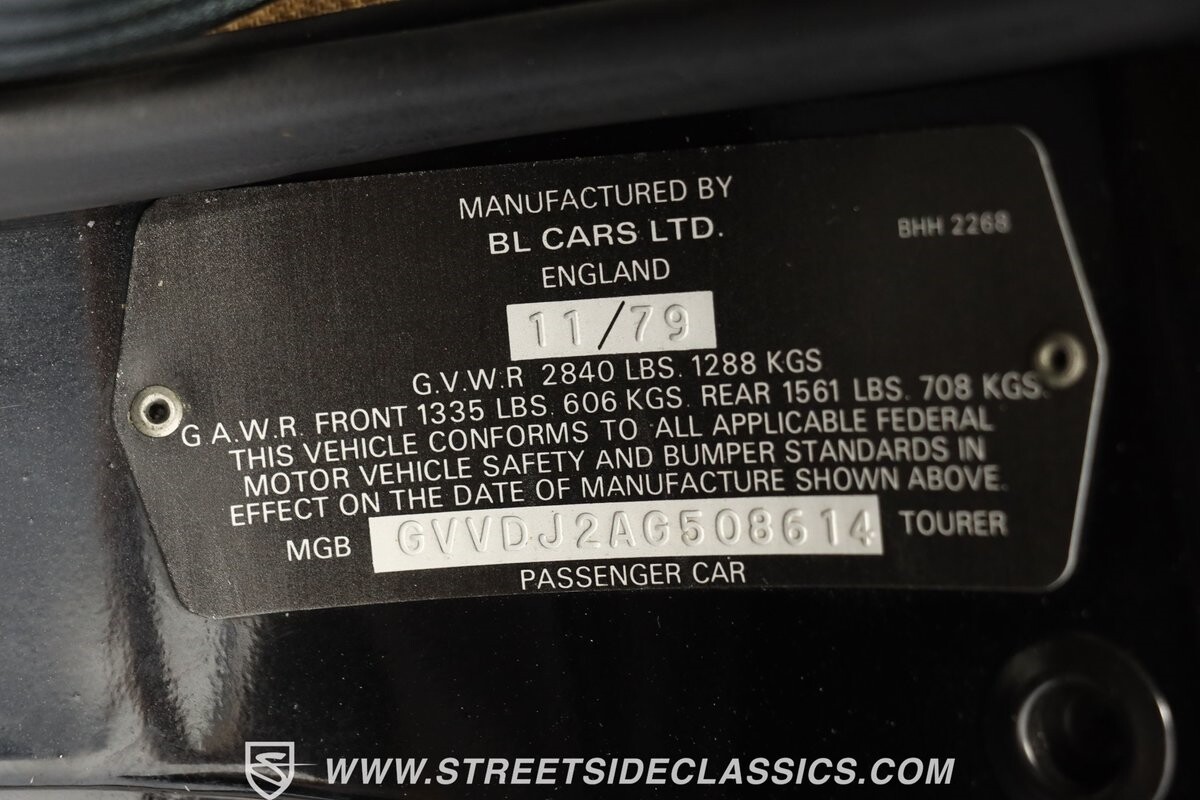 MANUFACTURED BY
BL CARS LTD.
BHH 2268
ENGLAND
11/79
G.V.W.R 2840 LBS. 1288 KGS
G A.W.R. FRONT 1335 LBS. 606 KGS. REAR 1561 LBS. 708 KGS.
THIS VEHICLE CONFORMS TO ALL APPLICABLE FEDERAL
MOTOR VEHICLE SAFETY AND BUMPER STANDARDS IN
EFFECT ON THE DATE OF MANUFACTURE SHOWN ABOVE.
MGB GVVDJ2AG508614 TOURER
PASSENGER CAR
WWW.STREETSIDECLASSICS.COM